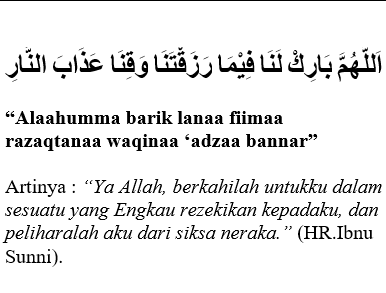 اَللّٰهُمَّ بَارِكْ لَنَا فِيْمَا رَزَقْتَنَا وَقِنَا عَذَابَ النَّارِ
“Alaahumma barik lanaa fiimaa
razaqtanaa waqinaa ‘adzaa bannar”
Artinya : “Ya Allah, berkahilah untukku dalam
sesuatu yang Engkau rezekikan kepadaku, dan
peliharalah aku dari siksa neraka.” (HR.Ibnu
Sunni).